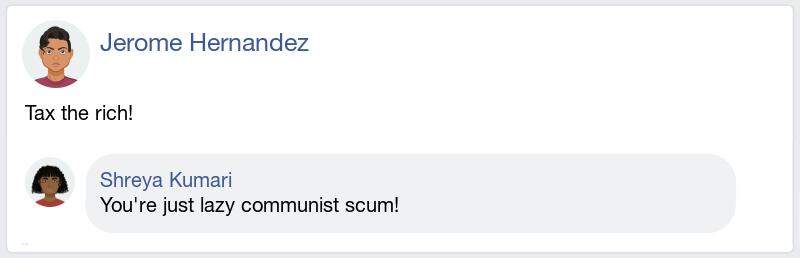 Jerome Hernandez
Tax the rich!
Shreya Kumari
You're just lazy communist scum!